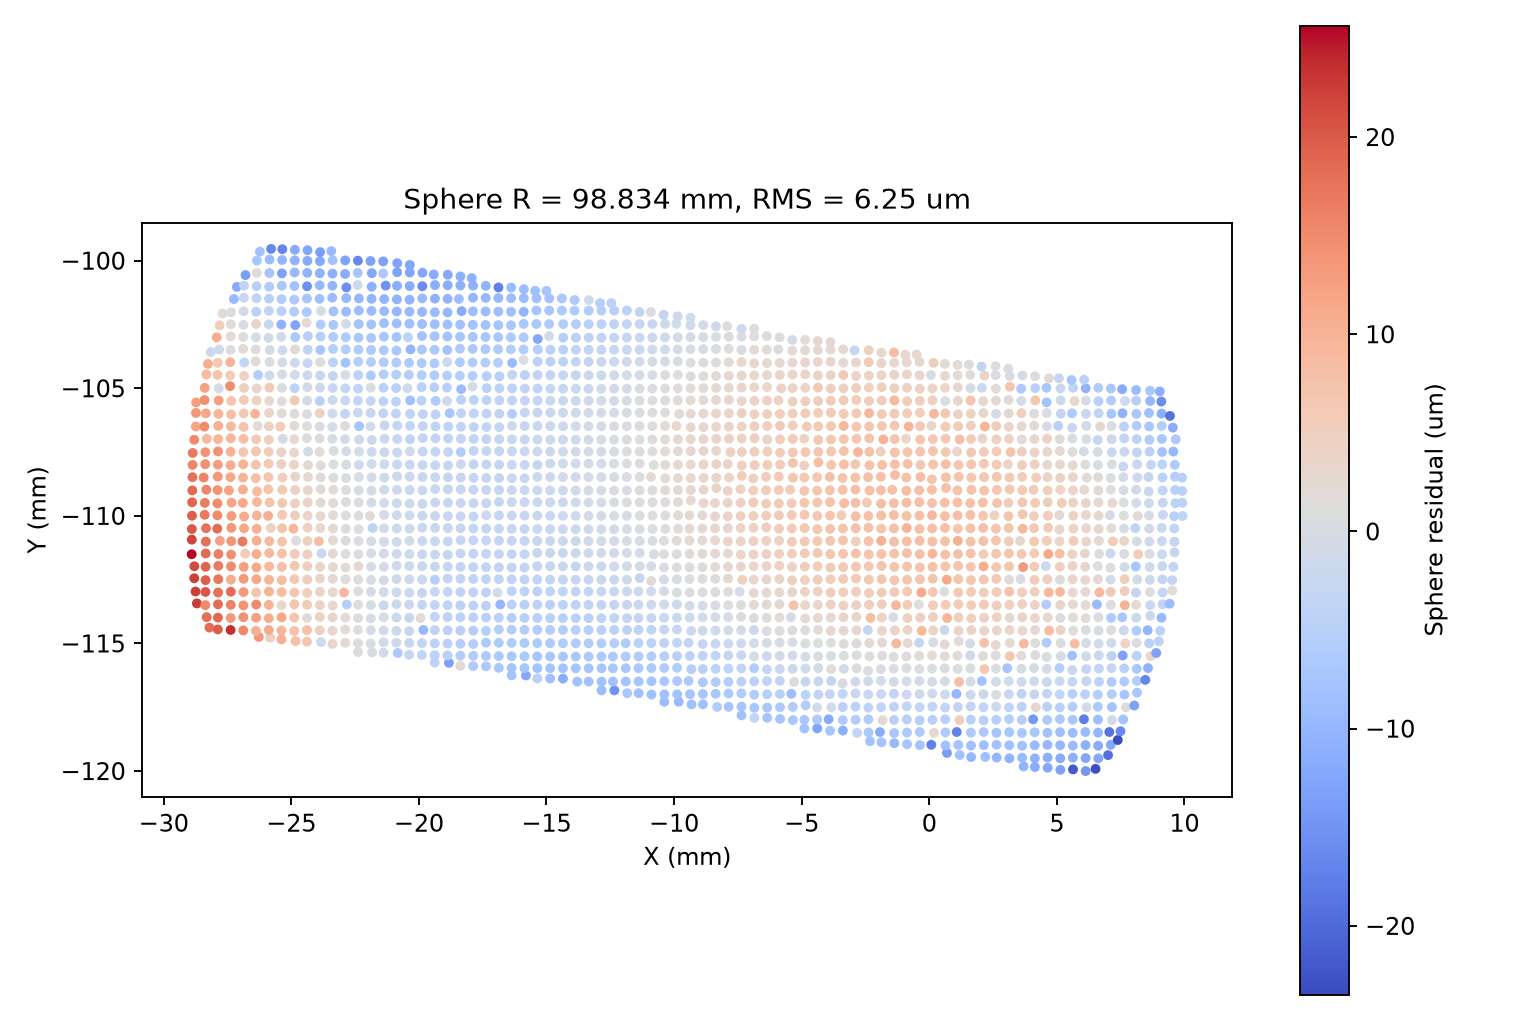 Sphere R = 98.834 mm, RMS = 6.25 um
−100
−105
−110
−115
−120
Y (mm)
−30 −25 −20 −15 −10 −5 0 5 10
X (mm)
20
10
0
−10
−20
Sphere residual (um)